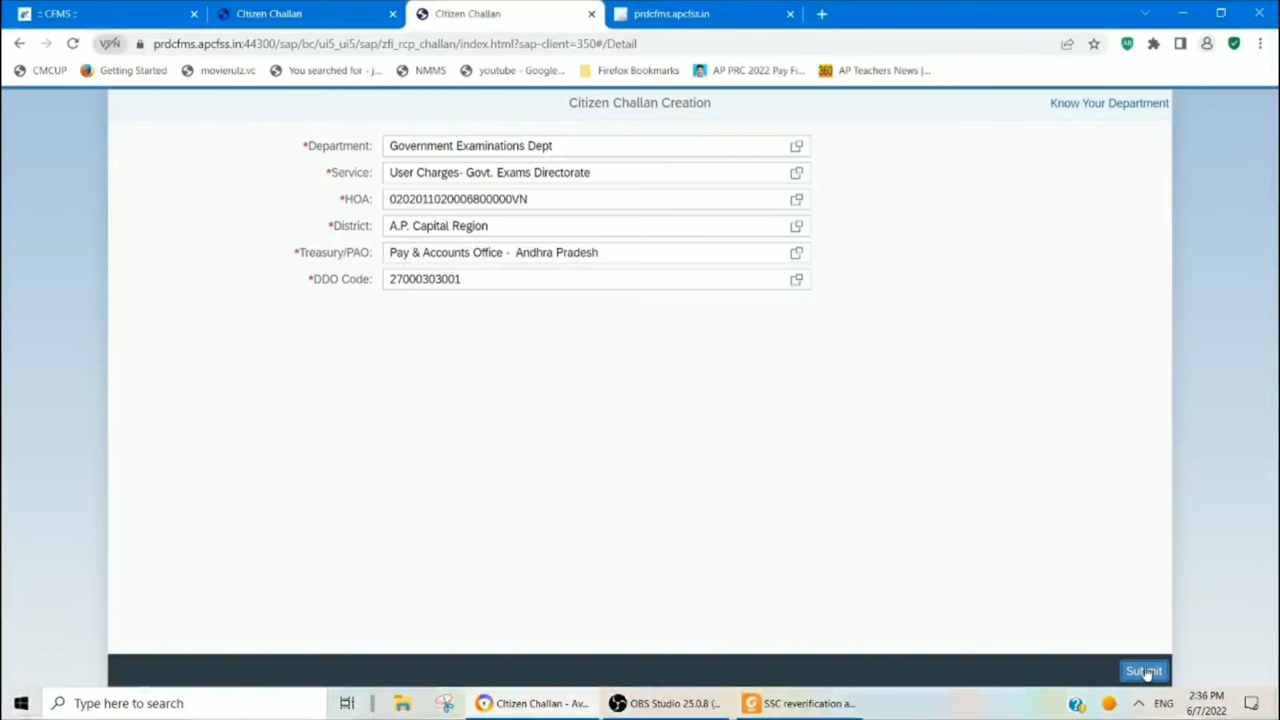 :: CFMS ::
Citizen Challan
Citizen Challan
prdcfms.apcfss.in
VPN
prdcfms.apcfss.in:44300/sap/bc/ui5_ui5/sap/zfi_rcp_challan/index.html?sap-client=350#/Detail
CMCUP
Getting Started
movierulz.vc
You searched for - j...
NMMS
youtube - Google...
Firefox Bookmarks
AP PRC 2022 Pay Fi...
360
AP Teachers News |...
Citizen Challan Creation
Know Your Department
*Department: Government Examinations Dept
*Service: User Charges- Govt. Exams Directorate
*HOA: 0202011020006800000VN
*District: A.P. Capital Region
*Treasury/PAO: Pay & Accounts Office - Andhra Pradesh
*DDO Code: 27000303001
Submit
Type here to search
Citizen Challan - Av...
OBS Studio 25.0.8 (...
SSC reverification a...
ENG
2:36 PM
6/7/2022